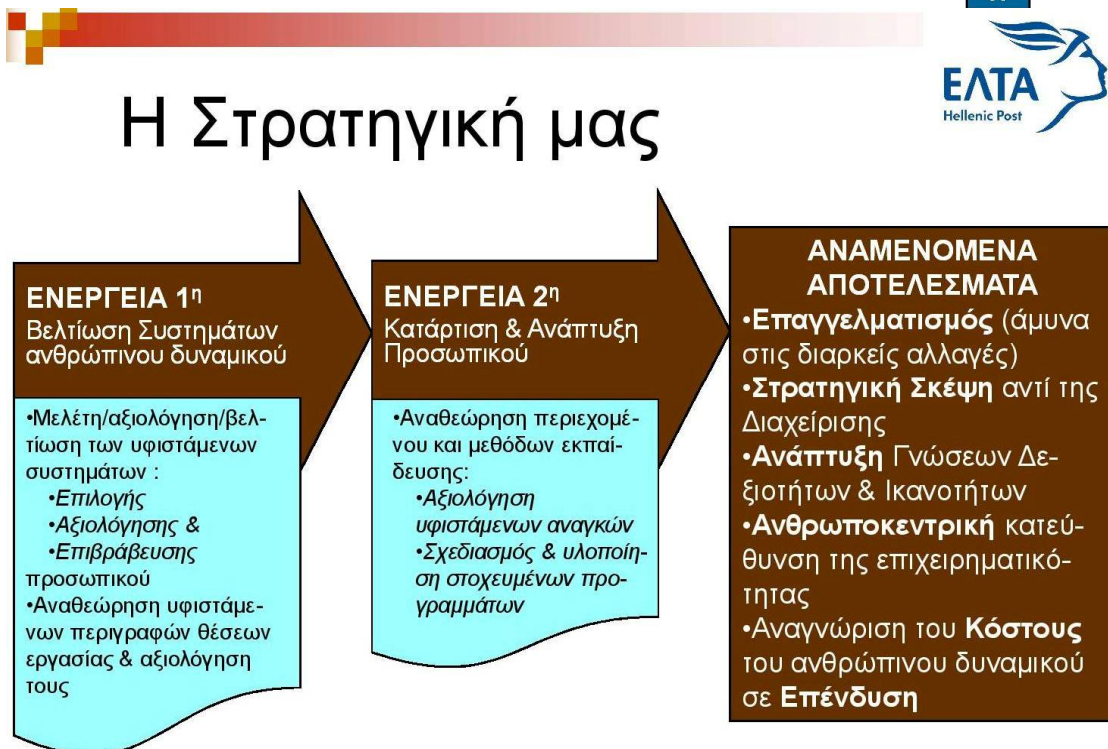 ΕΛΤΑ
Hellenic Post
Η Στρατηγική μας
ΕΝΕΡΓΕΙΑ 1η
Βελτίωση Συστημάτων
ανθρώπινου δυναμικού
•Μελέτη/αξιολόγηση/βελ-
τίωση των υφιστάμενων
συστημάτων :
•Επιλογής
•Αξιολόγησης &
•Επιβράβευσης
προσωπικού
•Αναθεώρηση υφιστάμε-
νων περιγραφών θέσεων
εργασίας & αξιολόγηση
τους
ΕΝΕΡΓΕΙΑ 2η
Κατάρτιση & Ανάπτυξη
Προσωπικού
•Αναθεώρηση περιεχομέ-
νου και μεθόδων εκπαί-
δευσης:
•Αξιολόγηση
υφιστάμενων αναγκών
•Σχεδιασμός & υλοποίη-
ση στοχευμένων προ-
γραμμάτων
ΑΝΑΜΕΝΟΜΕΝΑ
ΑΠΟΤΕΛΕΣΜΑΤΑ
•Επαγγελματισμός (άμυνα
στις διαρκείς αλλαγές)
•Στρατηγική Σκέψη αντί της
Διαχείρισης
•Ανάπτυξη Γνώσεων Δε-
ξιοτήτων & Ικανοτήτων
•Ανθρωποκεντρική κατεύ-
θυνση της επιχειρηματικό-
τητας
•Αναγνώριση του Κόστους
του ανθρώπινου δυναμικού
σε Επένδυση